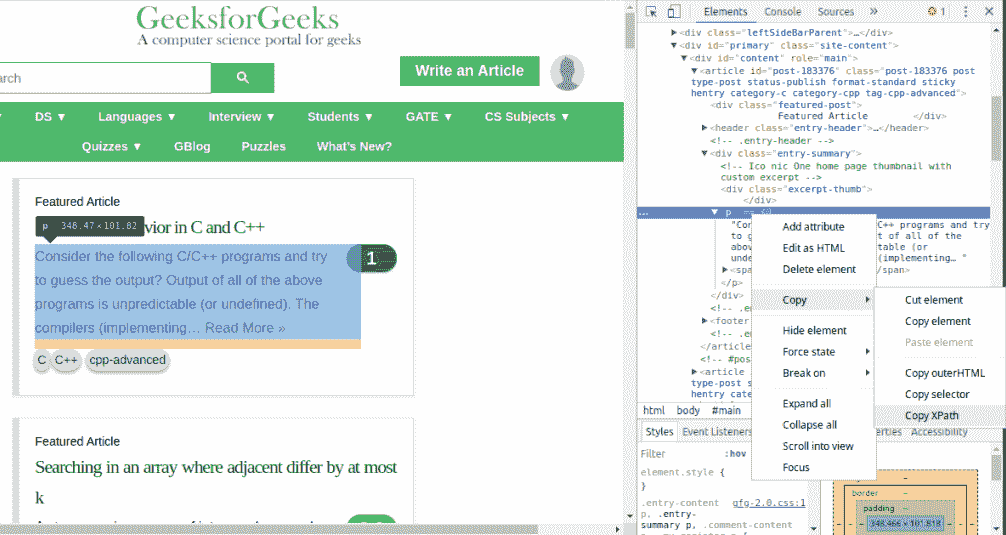 GeeksforGeeks
A computer science portal for geeks
arch
Write an Article
DS ▼ Languages ▼ Interview ▼ Students ▼ GATE ▼ CS Subjects ▼
Quizzes ▼ GBlog Puzzles What's New?
Featured Article
p 348.47×101.82
vior in C and C++
Consider the following C/C++ programs and try
to guess the output? Output of all of the above
programs is unpredictable (or undefined). The
compilers (implementing… Read More »
1
C C++ cpp-advanced
Featured Article
Searching in an array where adjacent differ by at most
k
Elements Console Sources » 1
▶<div class="leftSideBarParent">…</div>
▼<div id="primary" class="site-content">
▼<div id="content" role="main">
▼<article id="post-183376" class="post-183376 post
type-post status-publish format-standard sticky
hentry category-c category-cpp tag-cpp-advanced">
<div class="featured-post">
Featured Article </div>
▶<header class="entry-header">…</header>
<!-- .entry-header -->
▼<div class="entry-summary">
<!-- Ico nic One home page thumbnail with
custom excerpt -->
<div class="excerpt-thumb">
</div>
… ▼ p
"Con C++ programs and try
to g t of all of the
abov table (or
unde (implementing… "
▶<spa /span>
</p>
</div>
<!-- .e
▶<footer
</articl
<!-- #pos
▶<article post
type-post s
hentry cate
Add attribute
Edit as HTML
Delete element
Copy ▶
Hide element
Force state ▶
Break on ▶
Expand all
Collapse all
Scroll into view
Focus
Cut element
Copy element
Paste element
Copy outerHTML
Copy selector
Copy XPath
html body #main
Styles Event Listeners erties Accessibility
Filter :hov
element.style {
}
.entry-content gfg-2.0.css:1
p, .entry-
summary p, .comment-content
border –
padding –
348.466 × 101.818